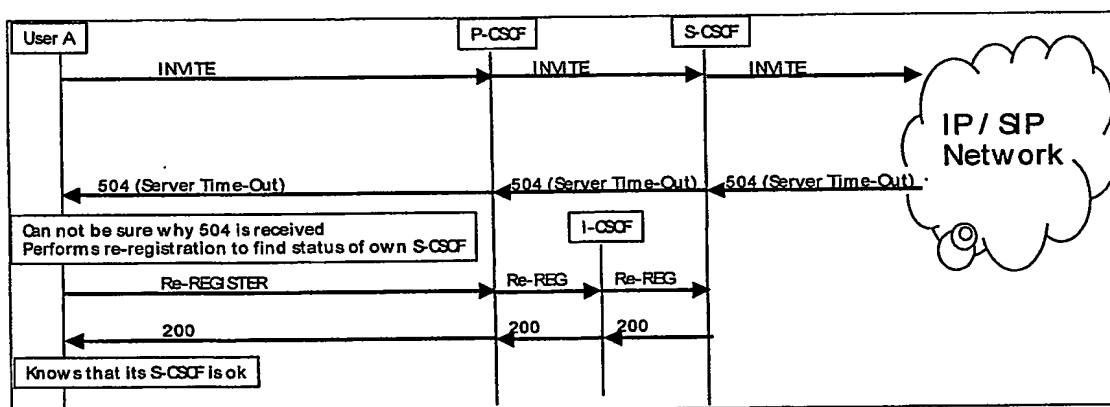 User A
P-CSCF
S-CSCF
INVITE
INVITE
INVITE
IP / SIP
Network
504 (Server Time-Out)
504 (Server Time-Out)
504 (Server Time-Out)
Can not be sure why 504 is received
Performs re-registration to find status of own S-CSCF
I-CSCF
Re-REGISTER
Re-REG
Re-REG
200
200
200
Knows that its S-CSCF is ok